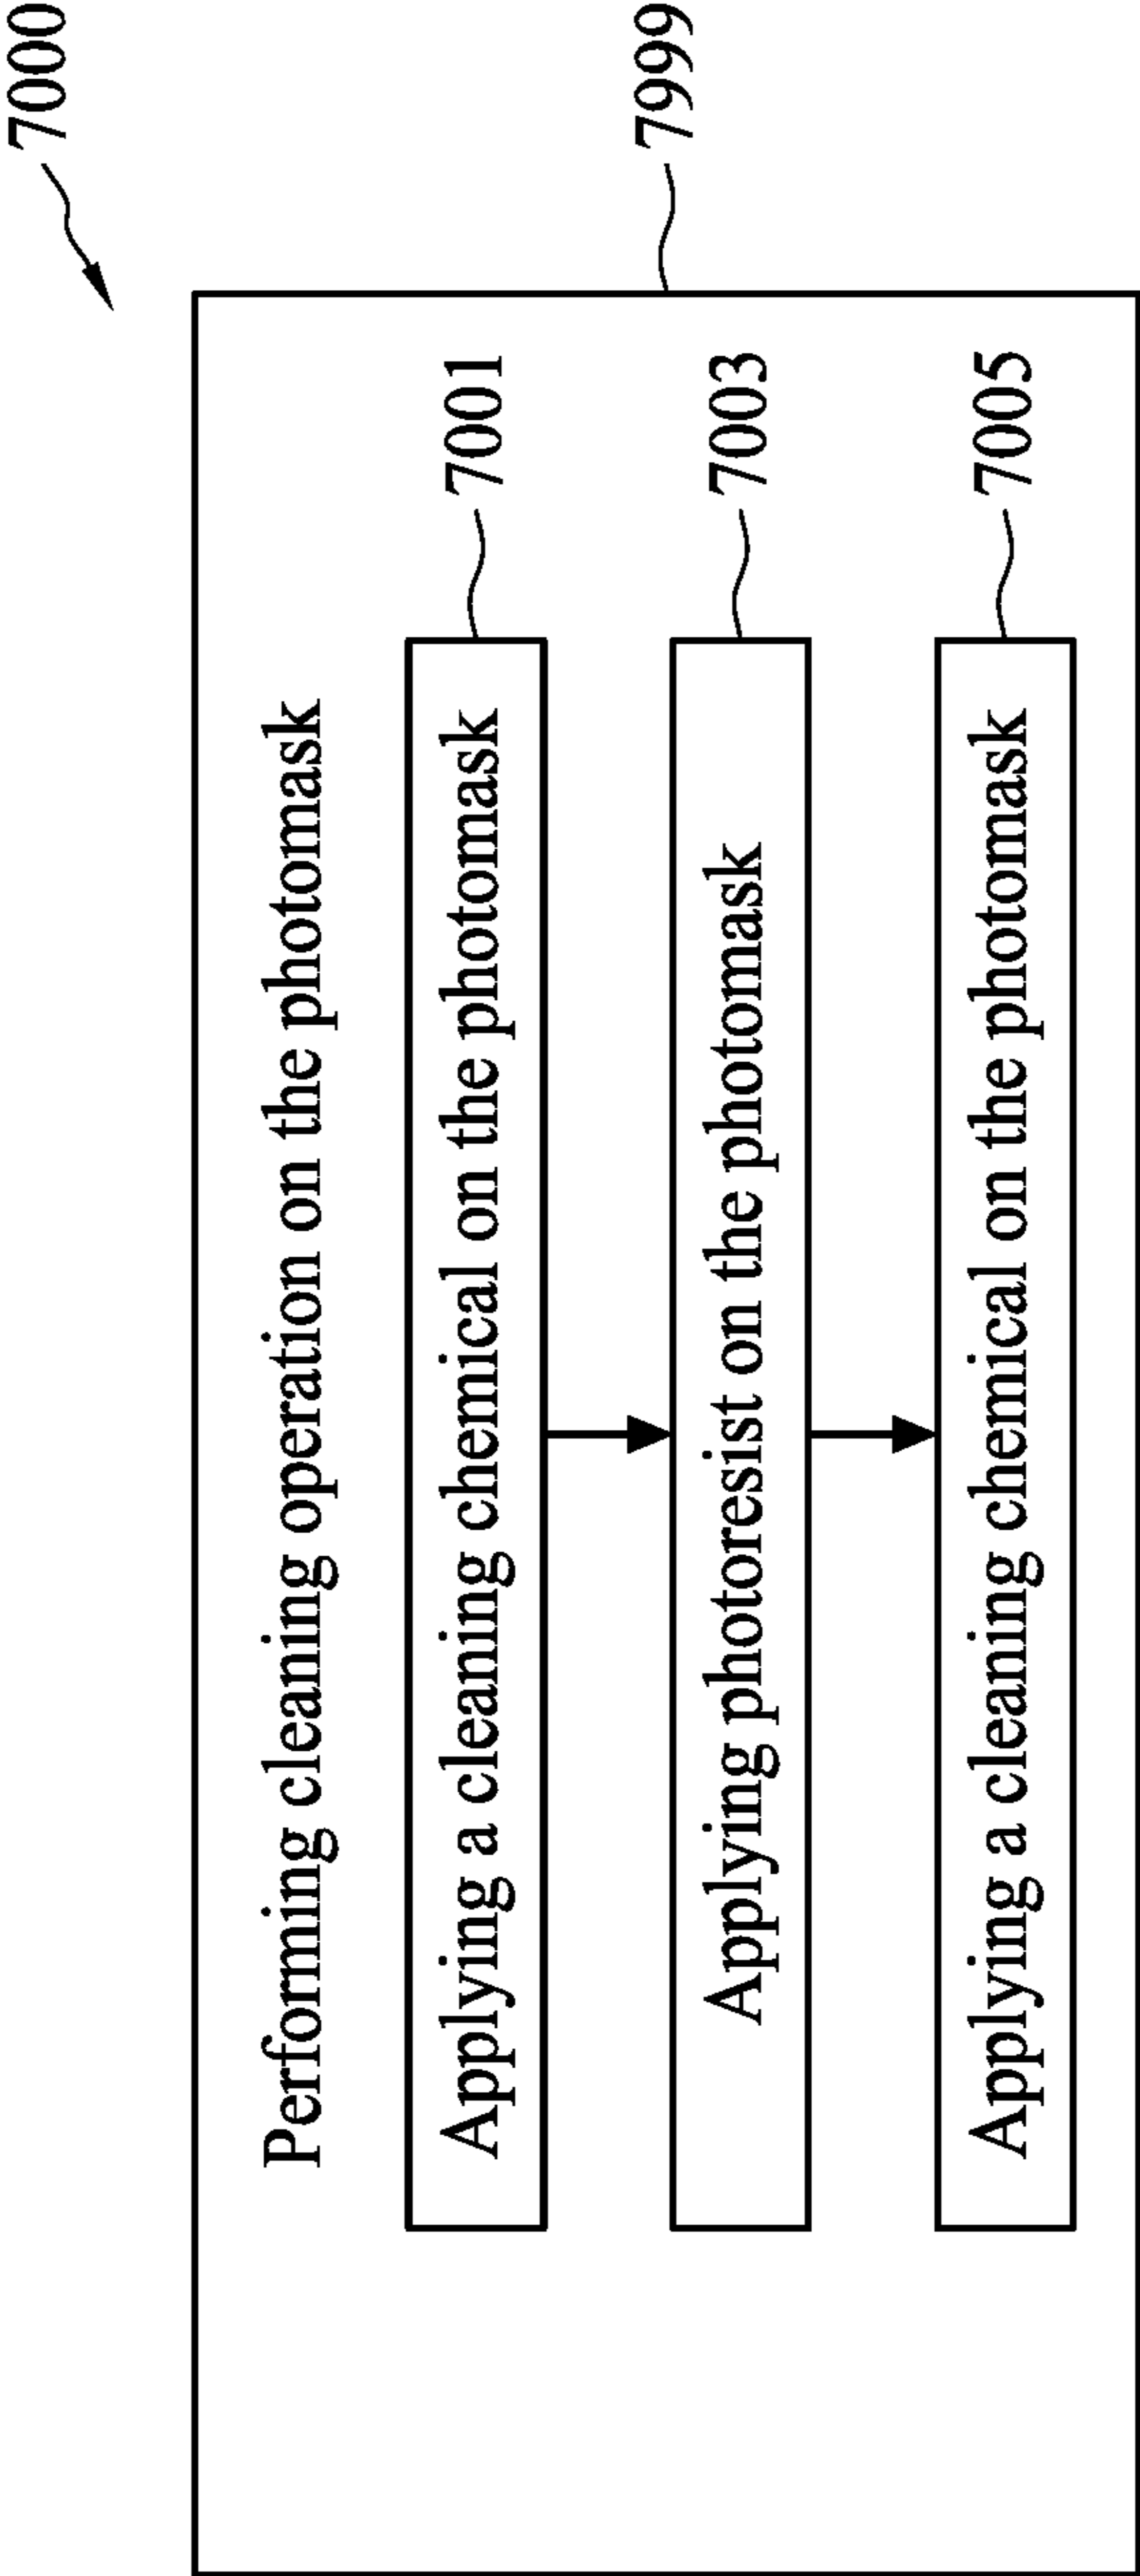 7000
7999
Performing cleaning operation on the photomask
Applying a cleaning chemical on the photomask
7001
Applying photoresist on the photomask
7003
Applying a cleaning chemical on the photomask
7005